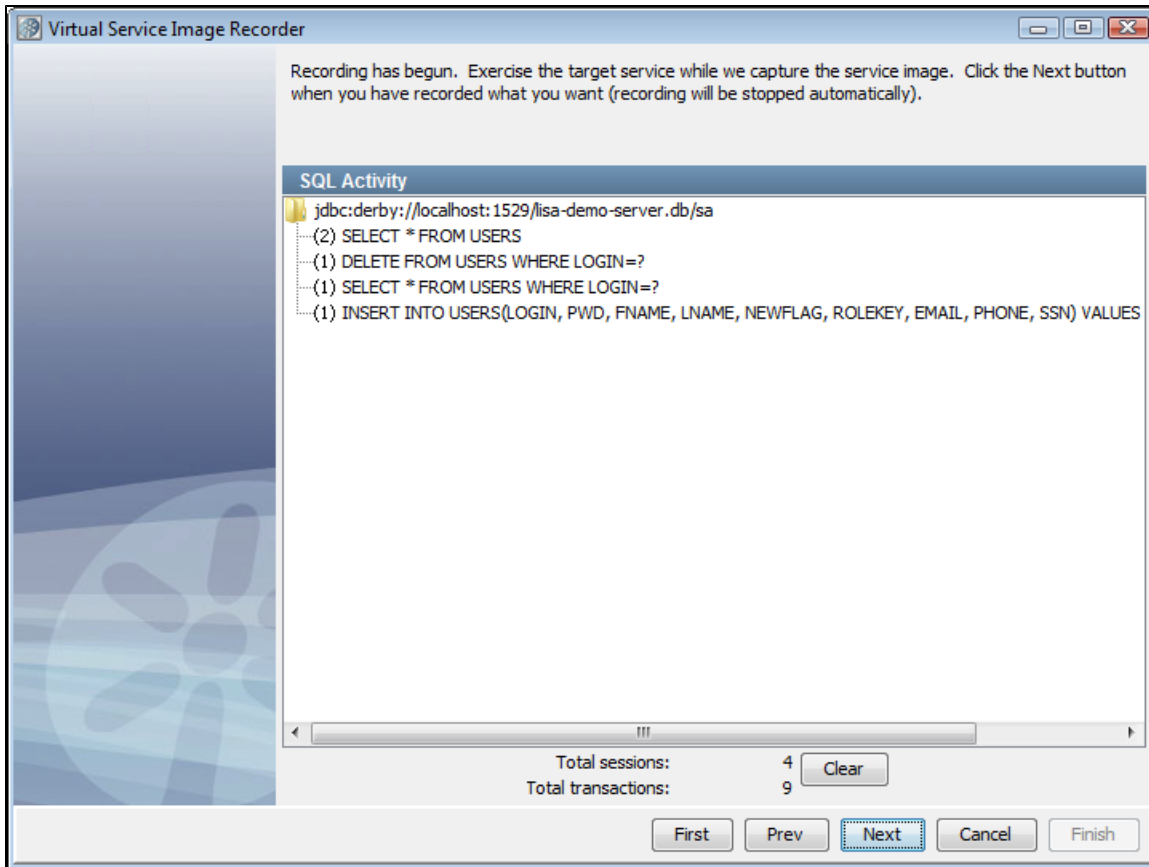 Virtual Service Image Recorder
Recording has begun. Exercise the target service while we capture the service image. Click the Next button
when you have recorded what you want (recording will be stopped automatically).
SQL Activity
jdbc:derby://localhost:1529/lisa-demo-server.db/sa
(2) SELECT * FROM USERS
(1) DELETE FROM USERS WHERE LOGIN=?
(1) SELECT * FROM USERS WHERE LOGIN=?
(1) INSERT INTO USERS(LOGIN, PWD, FNAME, LNAME, NEWFLAG, ROLEKEY, EMAIL, PHONE, SSN) VALUES
Total sessions: 4 Clear
Total transactions: 9
First Prev Next Cancel Finish